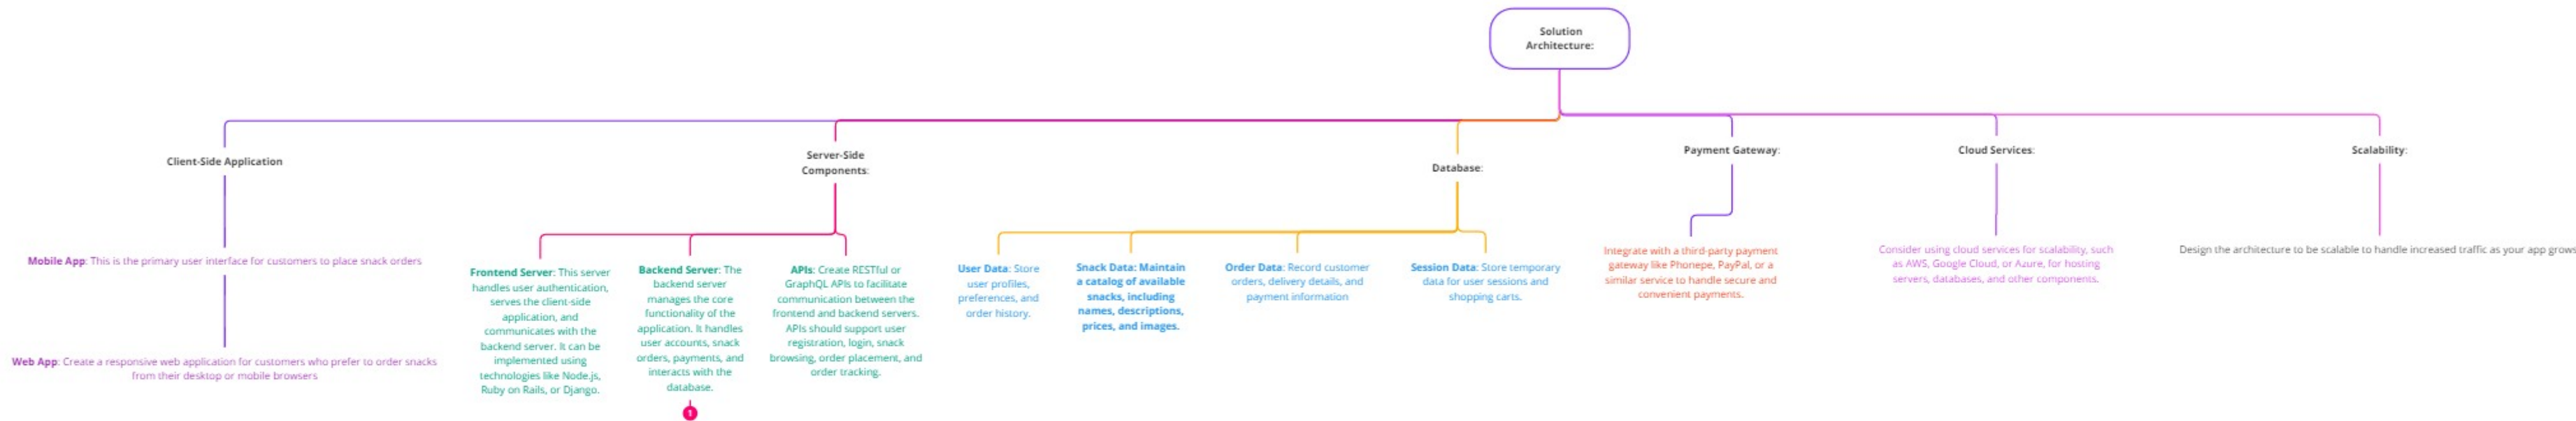 Solution
Architecture:
Client-Side Application
Mobile App: This is the primary user interface for customers to place snack orders
Web App: Create a responsive web application for customers who prefer to order snacks
from their desktop or mobile browsers
Server-Side
Components:
Frontend Server: This server
handles user authentication,
serves the client-side
application, and
communicates with the
backend server. It can be
implemented using
technologies like Node.js,
Ruby on Rails, or Django.
Backend Server: The
backend server
manages the core
functionality of the
application. It handles
user accounts, snack
orders, payments, and
interacts with the
database.
1
APIs: Create RESTful or
GraphQL APIs to facilitate
communication between the
frontend and backend servers.
APIs should support user
registration, login, snack
browsing, order placement, and
order tracking.
Database:
User Data: Store
user profiles,
preferences, and
order history.
Snack Data: Maintain
a catalog of available
snacks, including
names, descriptions,
prices, and images.
Order Data: Record customer
orders, delivery details, and
payment information
Session Data: Store temporary
data for user sessions and
shopping carts.
Payment Gateway:
Integrate with a third-party payment
gateway like Phonepe, PayPal, or a
similar service to handle secure and
convenient payments.
Cloud Services:
Consider using cloud services for scalability, such
as AWS, Google Cloud, or Azure, for hosting
servers, databases, and other components.
Scalability:
Design the architecture to be scalable to handle increased traffic as your app grows